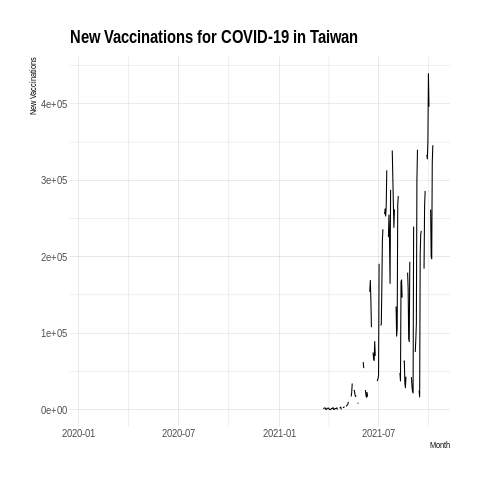 New Vaccinations for COVID-19 in Taiwan
New Vaccinations
4e+05
3e+05
2e+05
1e+05
0e+00
2020-01
2020-07
2021-01
2021-07
Month